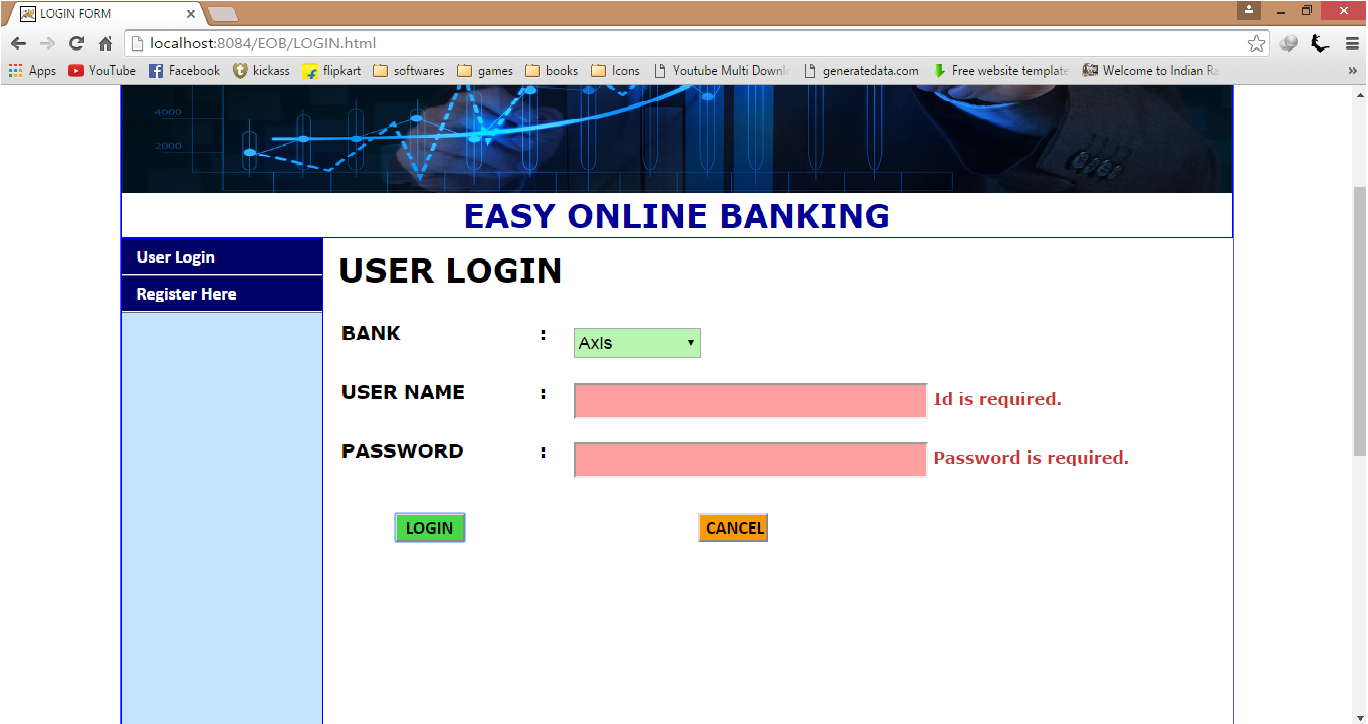 LOGIN FORM
localhost:8084/EOB/LOGIN.html
Apps YouTube Facebook kickass flipkart softwares games books Icons Youtube Multi Downl generatedata.com Free website template Welcome to Indian Ra »
4000
2000
EASY ONLINE BANKING
User Login
Register Here
USER LOGIN
BANK : Axis
USER NAME : Id is required.
PASSWORD : Password is required.
LOGIN CANCEL